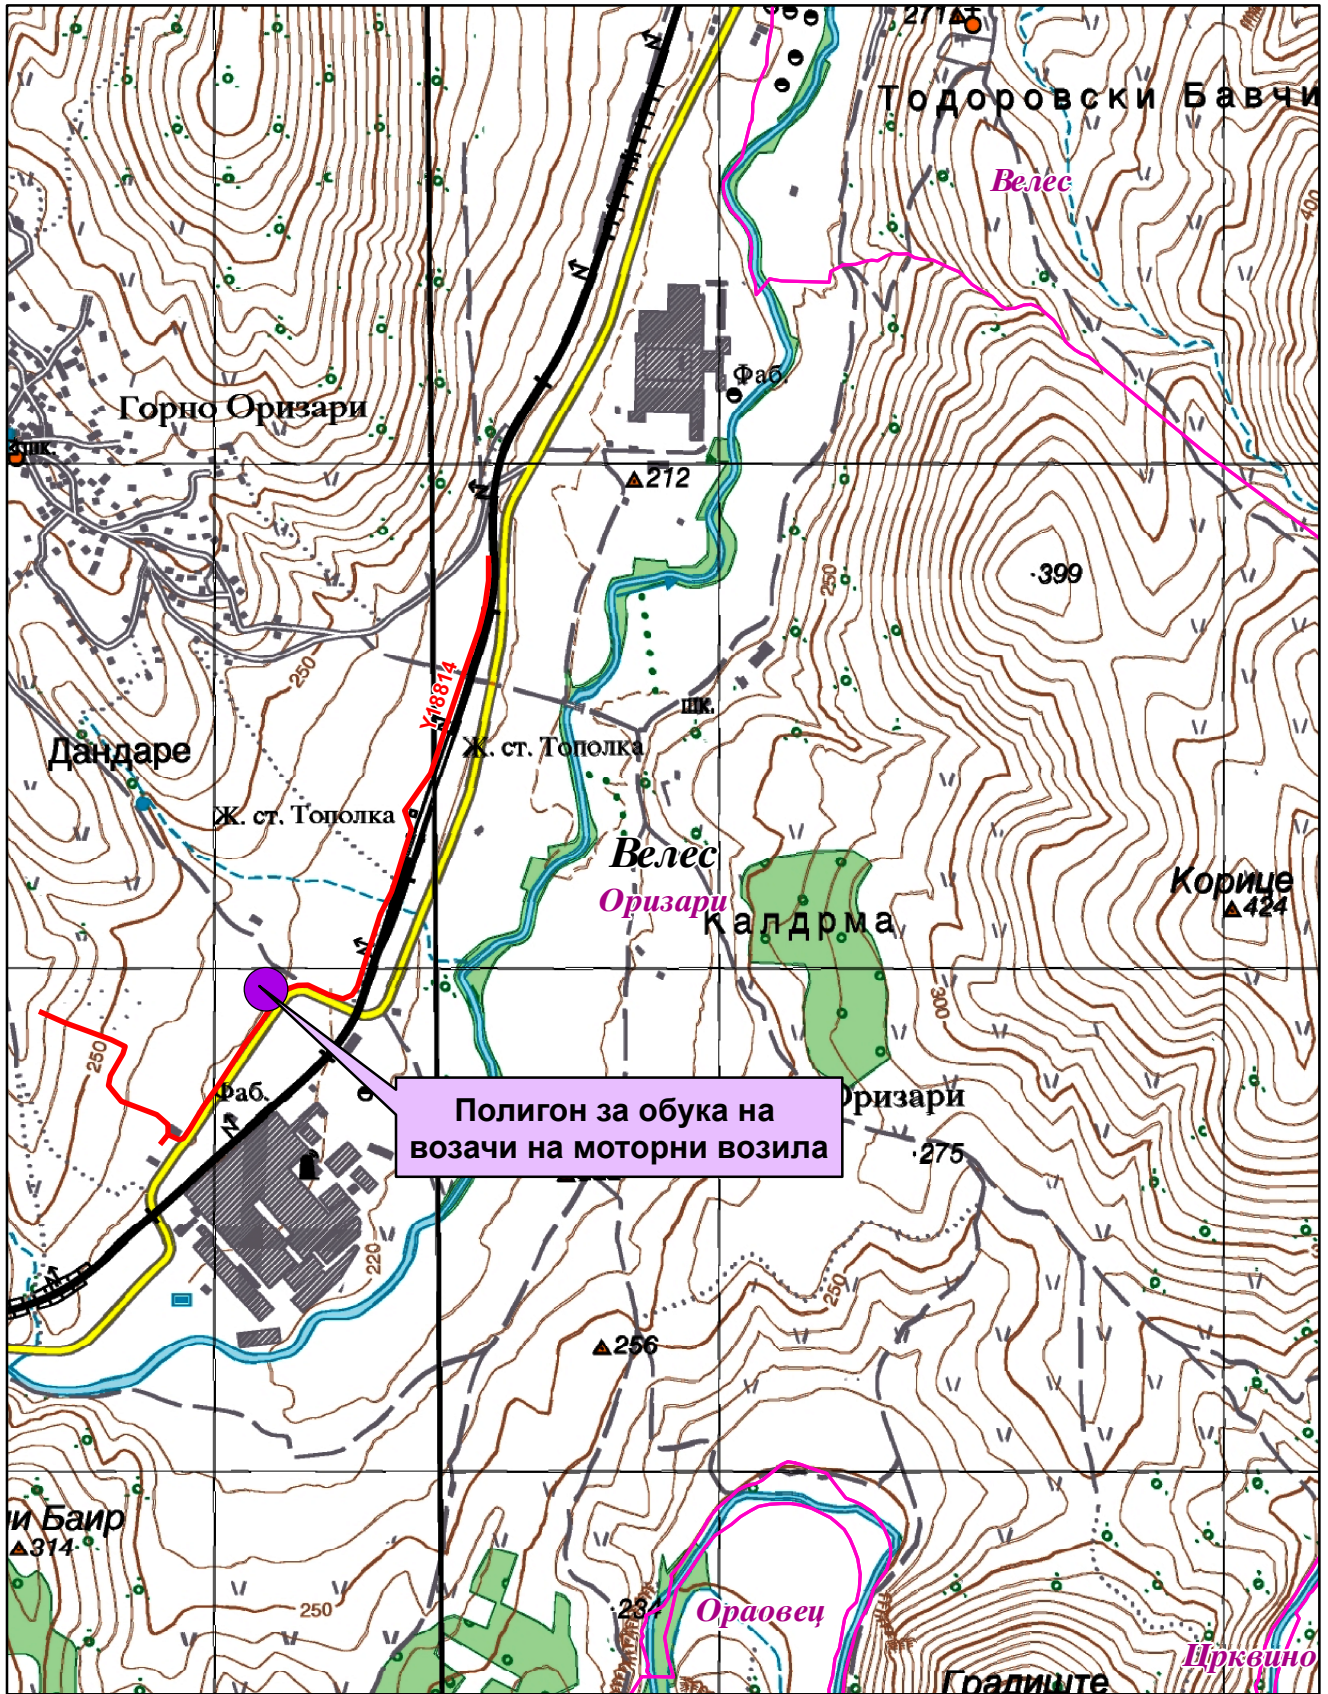 271
Тодоровски Бавчи
Велес
400
Фаб.
Горно Оризари
шк.
212
250
399
250
У18814
шк.
Дандаре
Ж. ст. Тополка
Ж. ст. Тополка
Велес
Оризари
Калдрма
Корице
424
300
250
Фаб.
Полигон за обука на
возачи на моторни возила
Оризари
275
220
250
256
и Баир
314
250
234
Ораовец
Црквино
Градиште